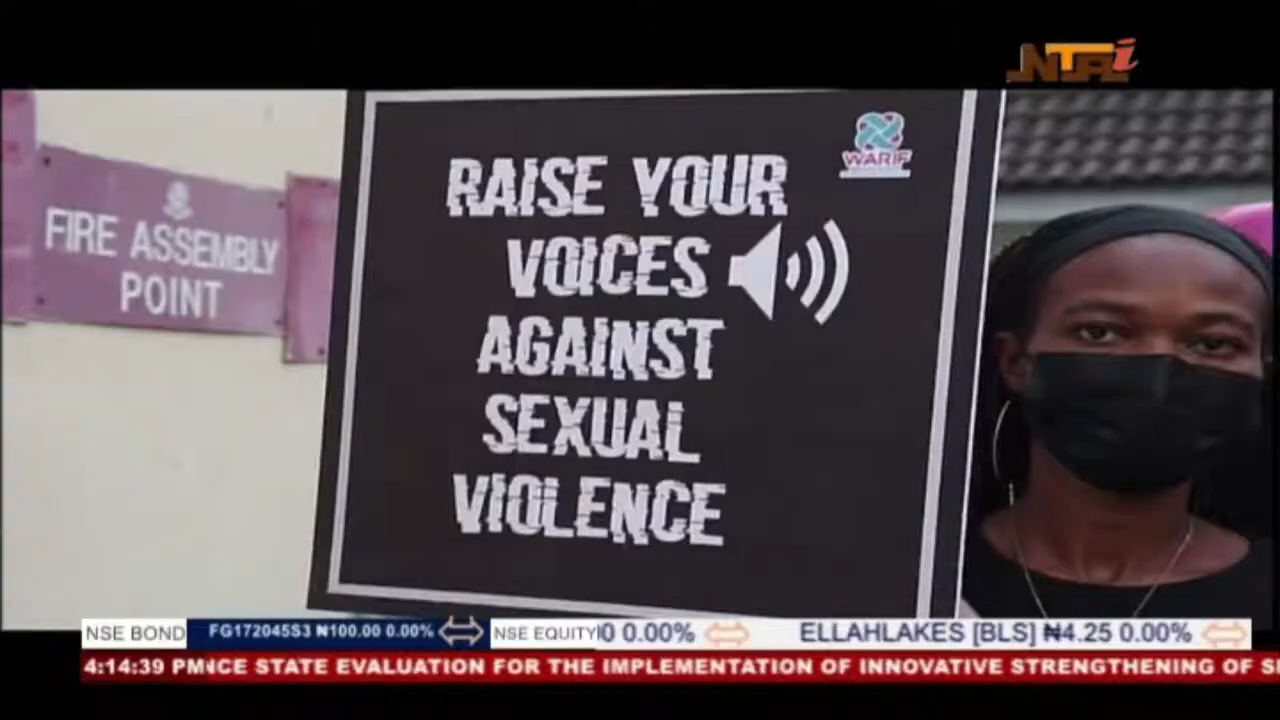 NTAi
WARIF
RAISE YOUR
VOICES
AGAINST
SEXUAL
VIOLENCE
FIRE ASSEMBLY
POINT
NSE BOND FG172045S3 ₦100.00 0.00% NSE EQUITY 0 0.00% ELLAHLAKES [BLS] ₦4.25 0.00%
4:14:39 PM NCE STATE EVALUATION FOR THE IMPLEMENTATION OF INNOVATIVE STRENGTHENING OF